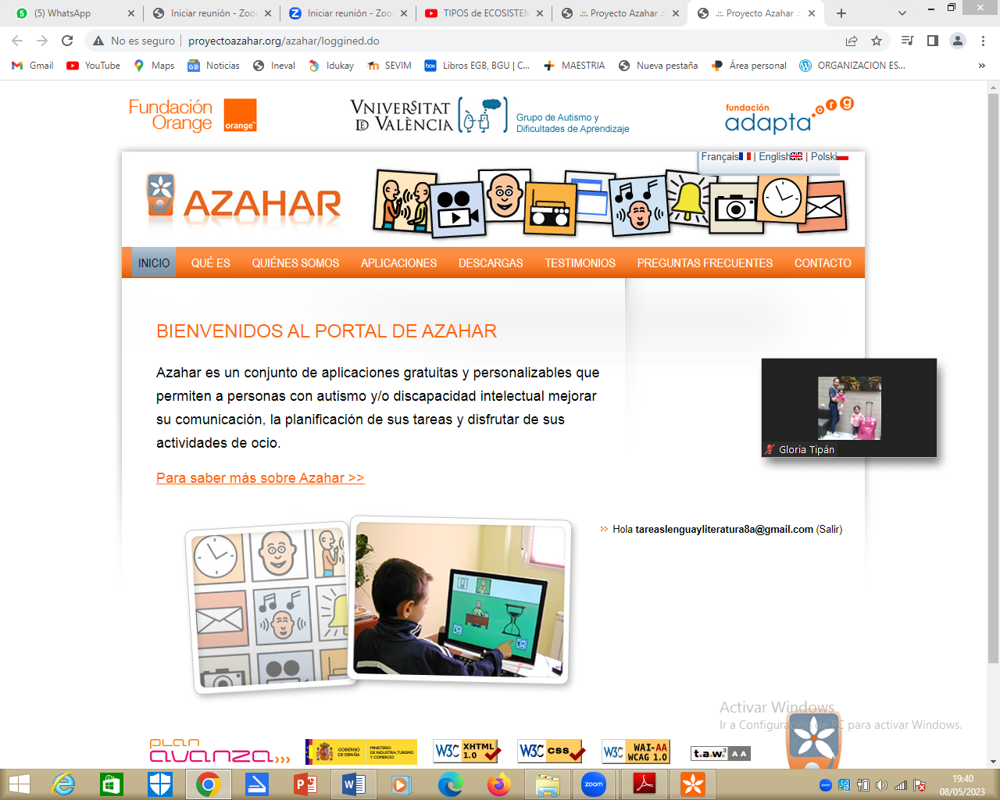 (5) WhatsApp
Iniciar reunión - Zoo
Iniciar reunión - Zoo
TIPOS de ECOSISTEM
.::. Proyecto Azahar .:
.::. Proyecto Azahar .:
No es seguro | proyectoazahar.org/azahar/loggined.do
Gmail
YouTube
Maps
Noticias
Ineval
Idukay
SEVIM
Libros EGB, BGU | C...
MAESTRIA
Nueva pestaña
Área personal
ORGANIZACION ES...
»
Fundación
Orange
orange™
VNIVERSITAT
DE VALÈNCIA
Grupo de Autismo y
Dificultades de Aprendizaje
fundación
adapta.org
Français | English | Polski
AZAHAR
INICIO
QUÉ ES
QUIÉNES SOMOS
APLICACIONES
DESCARGAS
TESTIMONIOS
PREGUNTAS FRECUENTES
CONTACTO
BIENVENIDOS AL PORTAL DE AZAHAR
Azahar es un conjunto de aplicaciones gratuitas y personalizables que
permiten a personas con autismo y/o discapacidad intelectual mejorar
su comunicación, la planificación de sus tareas y disfrutar de sus
actividades de ocio.
Para saber más sobre Azahar >>
Gloria Tipán
Hola tareaslenguayliteratura8a@gmail.com (Salir)
Activar Windows
Ir a Configuración de PC para activar Windows.
plan
avanza
GOBIERNO
DE ESPAÑA
MINISTERIO
DE INDUSTRIA, TURISMO
Y COMERCIO
W3C XHTML 1.0
W3C CSS
W3C WAI-AA WCAG 1.0
t.a.w.3 AA
zoom
19:40
08/05/2023